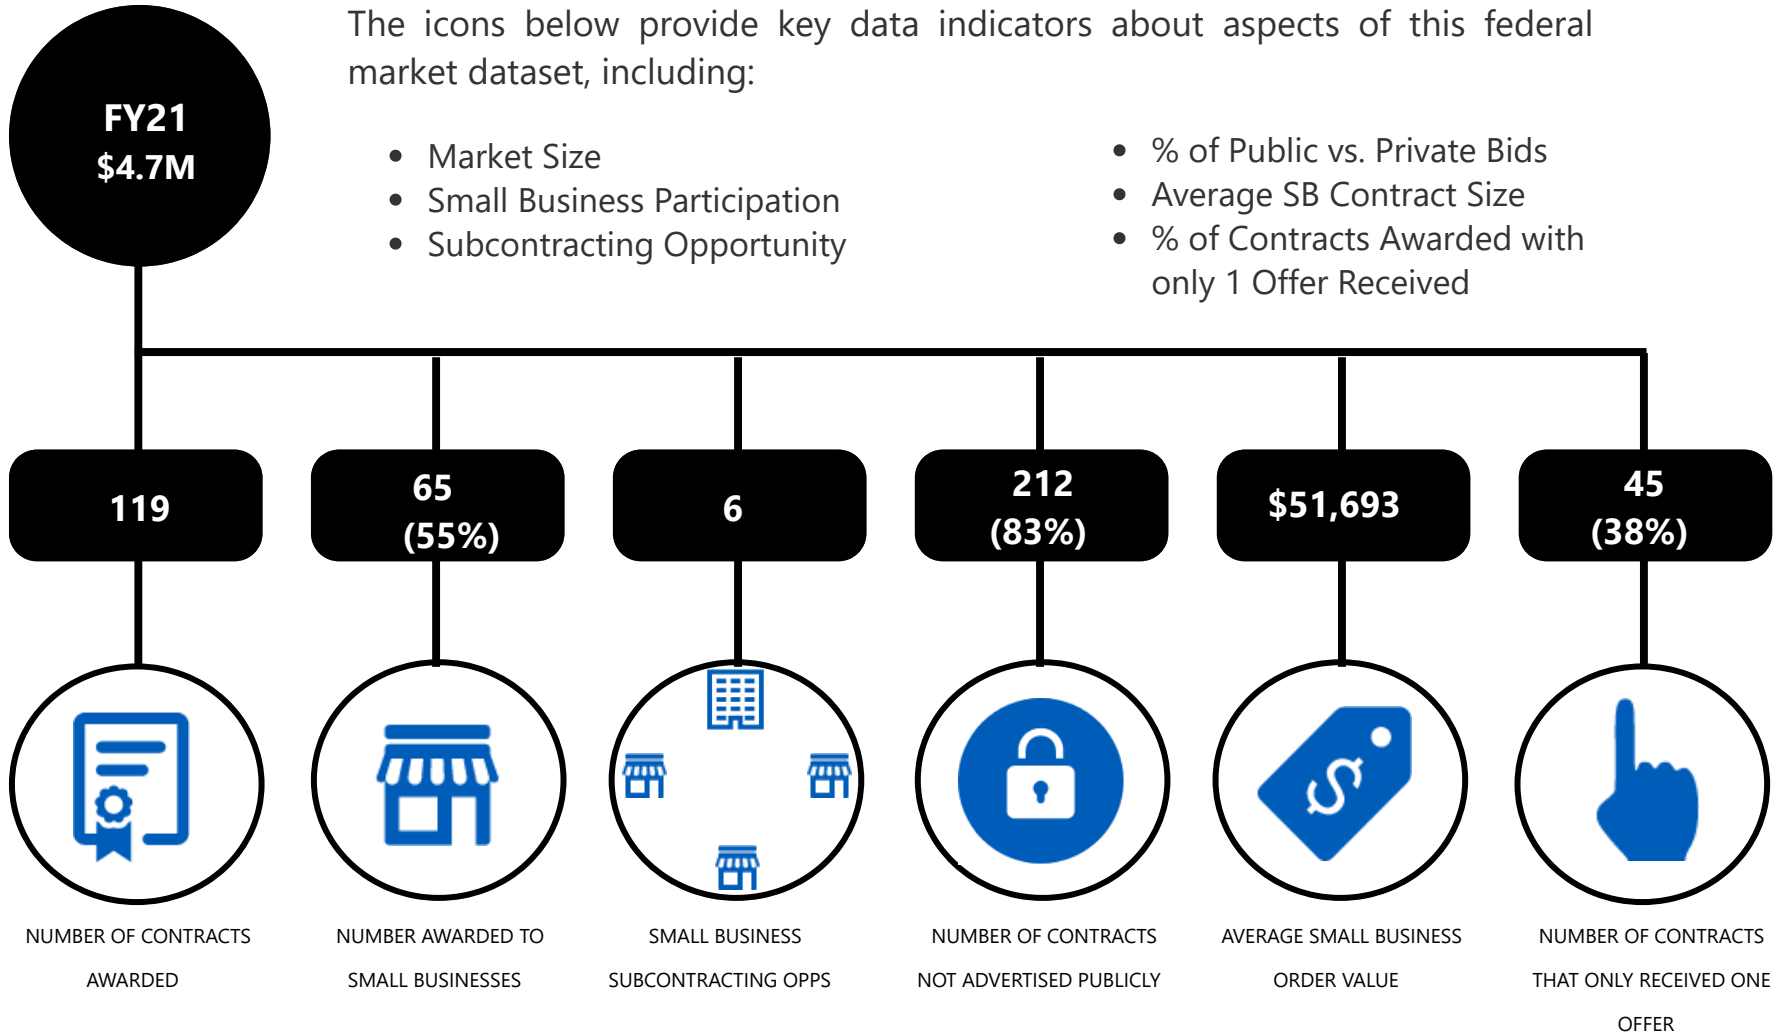 FY21
$4.7M
The icons below provide key data indicators about aspects of this federal
market dataset, including:
• Market Size
• Small Business Participation
• Subcontracting Opportunity
• % of Public vs. Private Bids
• Average SB Contract Size
• % of Contracts Awarded with
only 1 Offer Received
119
65
(55%)
6
212
(83%)
$51,693
45
(38%)
$
NUMBER OF CONTRACTS
AWARDED
NUMBER AWARDED TO
SMALL BUSINESSES
SMALL BUSINESS
SUBCONTRACTING OPPS
NUMBER OF CONTRACTS
NOT ADVERTISED PUBLICLY
AVERAGE SMALL BUSINESS
ORDER VALUE
NUMBER OF CONTRACTS
THAT ONLY RECEIVED ONE
OFFER